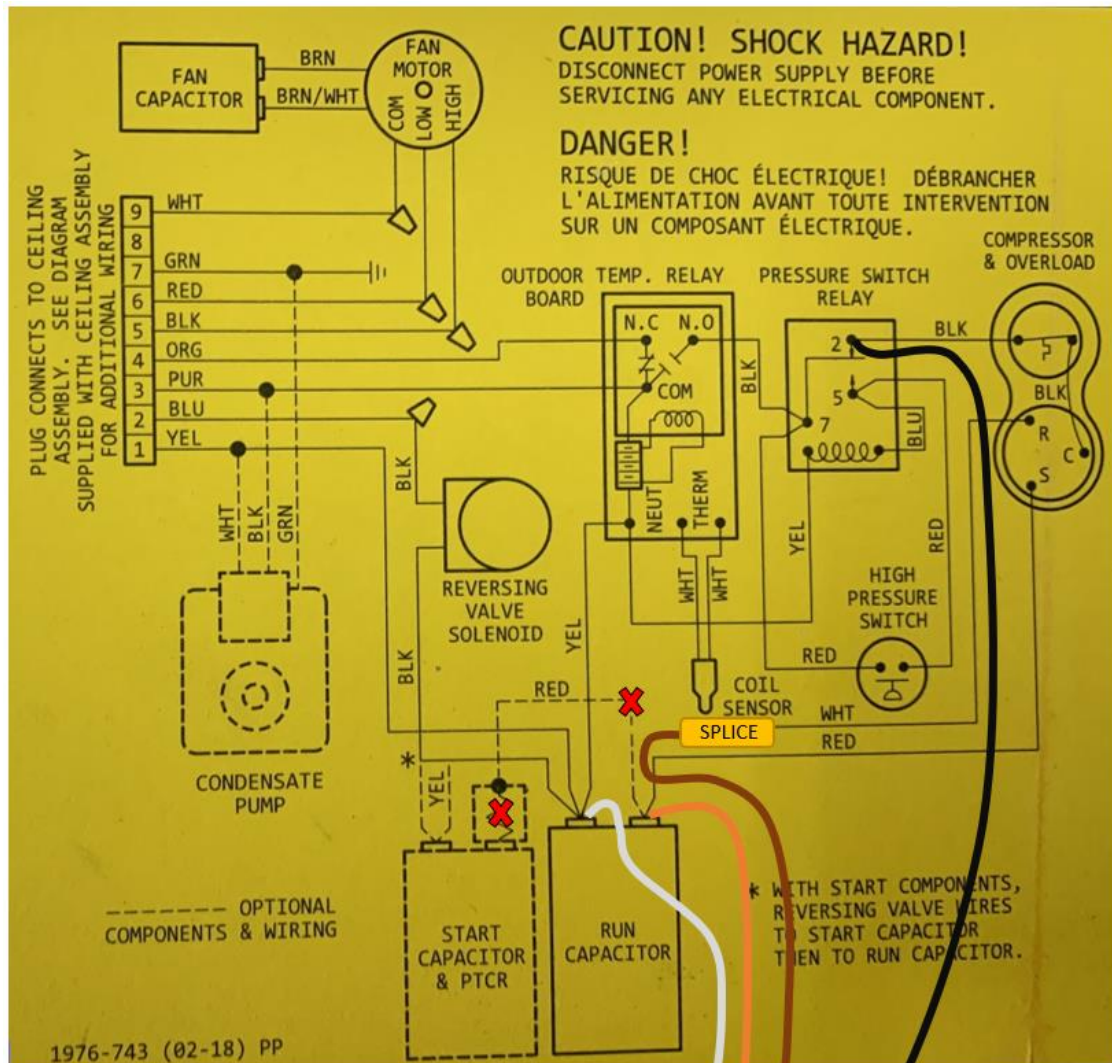 CAUTION! SHOCK HAZARD!
DISCONNECT POWER SUPPLY BEFORE
SERVICING ANY ELECTRICAL COMPONENT.
DANGER!
RISQUE DE CHOC ÉLECTRIQUE! DÉBRANCHER
L'ALIMENTATION AVANT TOUTE INTERVENTION
SUR UN COMPOSANT ÉLECTRIQUE.
FAN
CAPACITOR
BRN
BRN/WHT
FAN
MOTOR
COM
LOW
HIGH
PLUG CONNECTS TO CEILING
ASSEMBLY. SEE DIAGRAM
SUPPLIED WITH CEILING ASSEMBLY
FOR ADDITIONAL WIRING
9 WHT
8
7 GRN
6 RED
5 BLK
4 ORG
3 PUR
2 BLU
1 YEL
OUTDOOR TEMP. RELAY
BOARD
N.C N.O
COM
NEUT
THERM
PRESSURE SWITCH
RELAY
2
5
7
BLU
BLK
COMPRESSOR
& OVERLOAD
BLK
BLK
R
C
S
WHT
BLK
GRN
BLK
REVERSING
VALVE
SOLENOID
BLK
YEL
WHT
WHT
YEL
RED
HIGH
PRESSURE
SWITCH
RED
COIL
SENSOR
RED
SPLICE
WHT
RED
CONDENSATE
PUMP
*
YEL
OPTIONAL
COMPONENTS & WIRING
START
CAPACITOR
& PTCR
RUN
CAPACITOR
* WITH START COMPONENTS,
REVERSING VALVE WIRES
TO START CAPACITOR
THEN TO RUN CAPACITOR.
1976-743 (02-18) PP